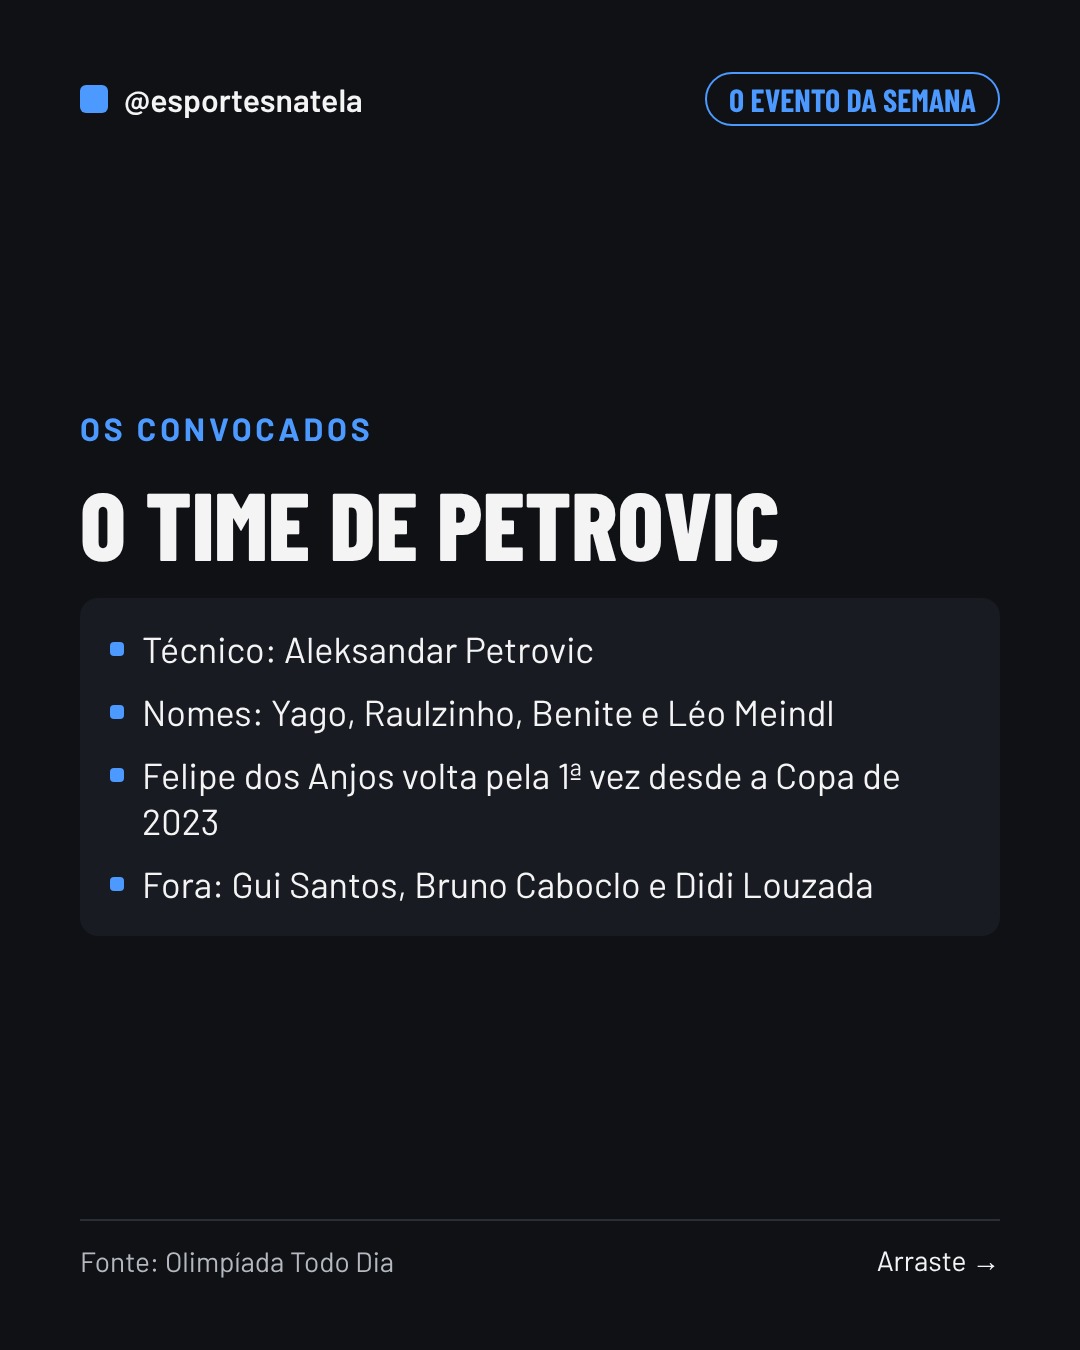 @esportesnatela
O EVENTO DA SEMANA
OS CONVOCADOS
O TIME DE PETROVIC
Técnico: Aleksandar Petrovic
Nomes: Yago, Raulzinho, Benite e Léo Meindl
Felipe dos Anjos volta pela 1ª vez desde a Copa de
2023
Fora: Gui Santos, Bruno Caboclo e Didi Louzada
Fonte: Olimpíada Todo Dia
Arraste →